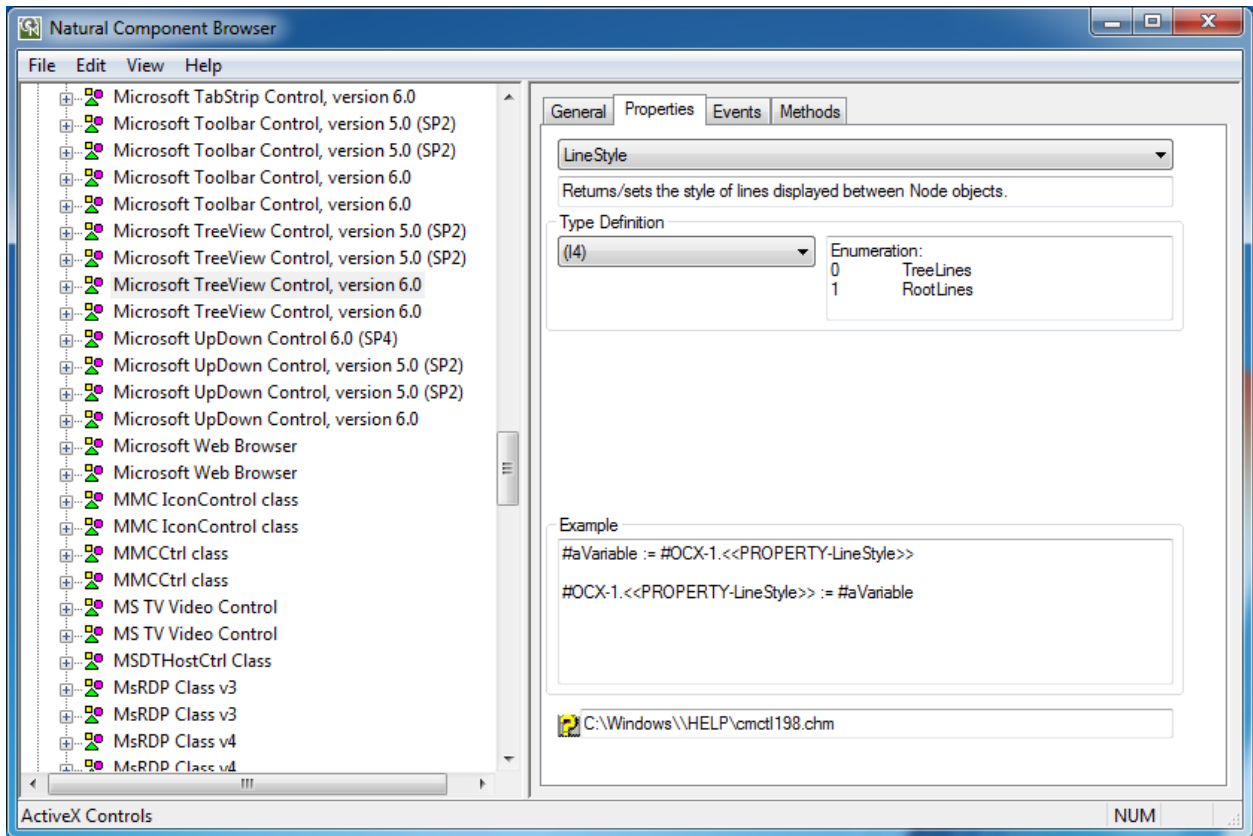 Natural Component Browser
File Edit View Help
Microsoft TabStrip Control, version 6.0
Microsoft Toolbar Control, version 5.0 (SP2)
Microsoft Toolbar Control, version 5.0 (SP2)
Microsoft Toolbar Control, version 6.0
Microsoft Toolbar Control, version 6.0
Microsoft TreeView Control, version 5.0 (SP2)
Microsoft TreeView Control, version 5.0 (SP2)
Microsoft TreeView Control, version 6.0
Microsoft TreeView Control, version 6.0
Microsoft UpDown Control 6.0 (SP4)
Microsoft UpDown Control, version 5.0 (SP2)
Microsoft UpDown Control, version 5.0 (SP2)
Microsoft UpDown Control, version 6.0
Microsoft Web Browser
Microsoft Web Browser
MMC IconControl class
MMC IconControl class
MMCCtrl class
MMCCtrl class
MS TV Video Control
MS TV Video Control
MSDTHostCtrl Class
MsRDP Class v3
MsRDP Class v3
MsRDP Class v4
MsRDP Class v4
General Properties Events Methods
LineStyle
Returns/sets the style of lines displayed between Node objects.
Type Definition
(I4)
Enumeration:
0 TreeLines
1 RootLines
Example
#aVariable := #OCX-1.<<PROPERTY-LineStyle>>
#OCX-1.<<PROPERTY-LineStyle>> := #aVariable
C:\Windows\\HELP\cmctl198.chm
ActiveX Controls
NUM